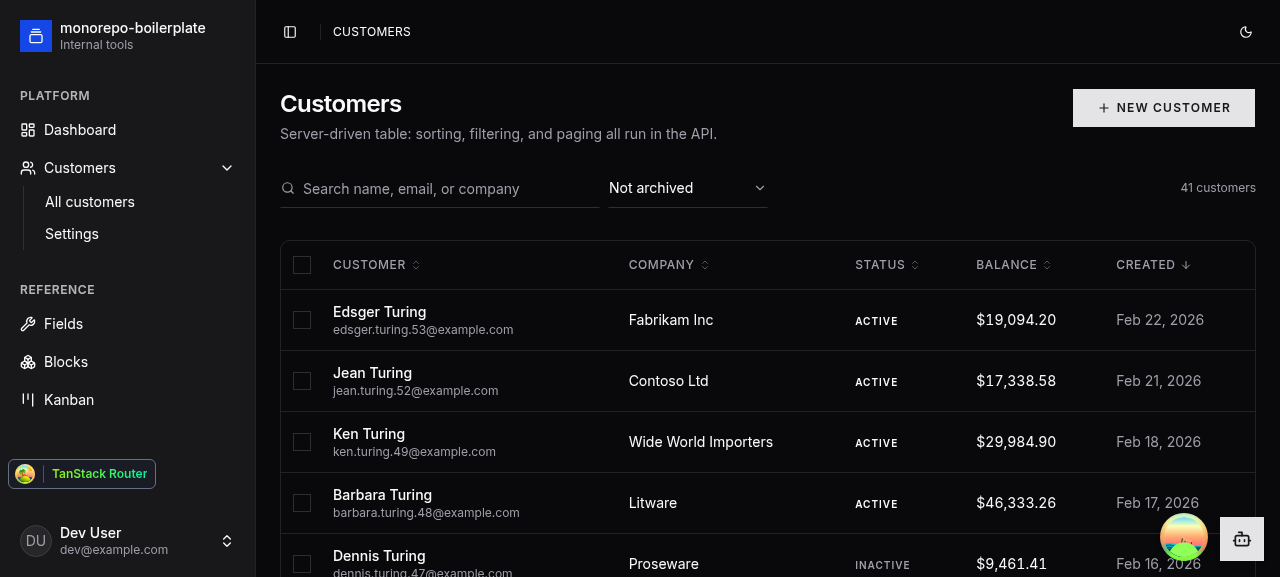 monorepo-boilerplate
Internal tools
PLATFORM
Dashboard
Customers
All customers
Settings
REFERENCE
Fields
Blocks
Kanban
TanStack Router
DU
Dev User
dev@example.com
CUSTOMERS
Customers
Server-driven table: sorting, filtering, and paging all run in the API.
NEW CUSTOMER
Search name, email, or company
Not archived
41 customers
CUSTOMER COMPANY STATUS BALANCE CREATED
Edsger Turing
edsger.turing.53@example.com
Fabrikam Inc
ACTIVE
$19,094.20
Feb 22, 2026
Jean Turing
jean.turing.52@example.com
Contoso Ltd
ACTIVE
$17,338.58
Feb 21, 2026
Ken Turing
ken.turing.49@example.com
Wide World Importers
ACTIVE
$29,984.90
Feb 18, 2026
Barbara Turing
barbara.turing.48@example.com
Litware
ACTIVE
$46,333.26
Feb 17, 2026
Dennis Turing
dennis.turing.47@example.com
Proseware
INACTIVE
$9,461.41
Feb 16, 2026